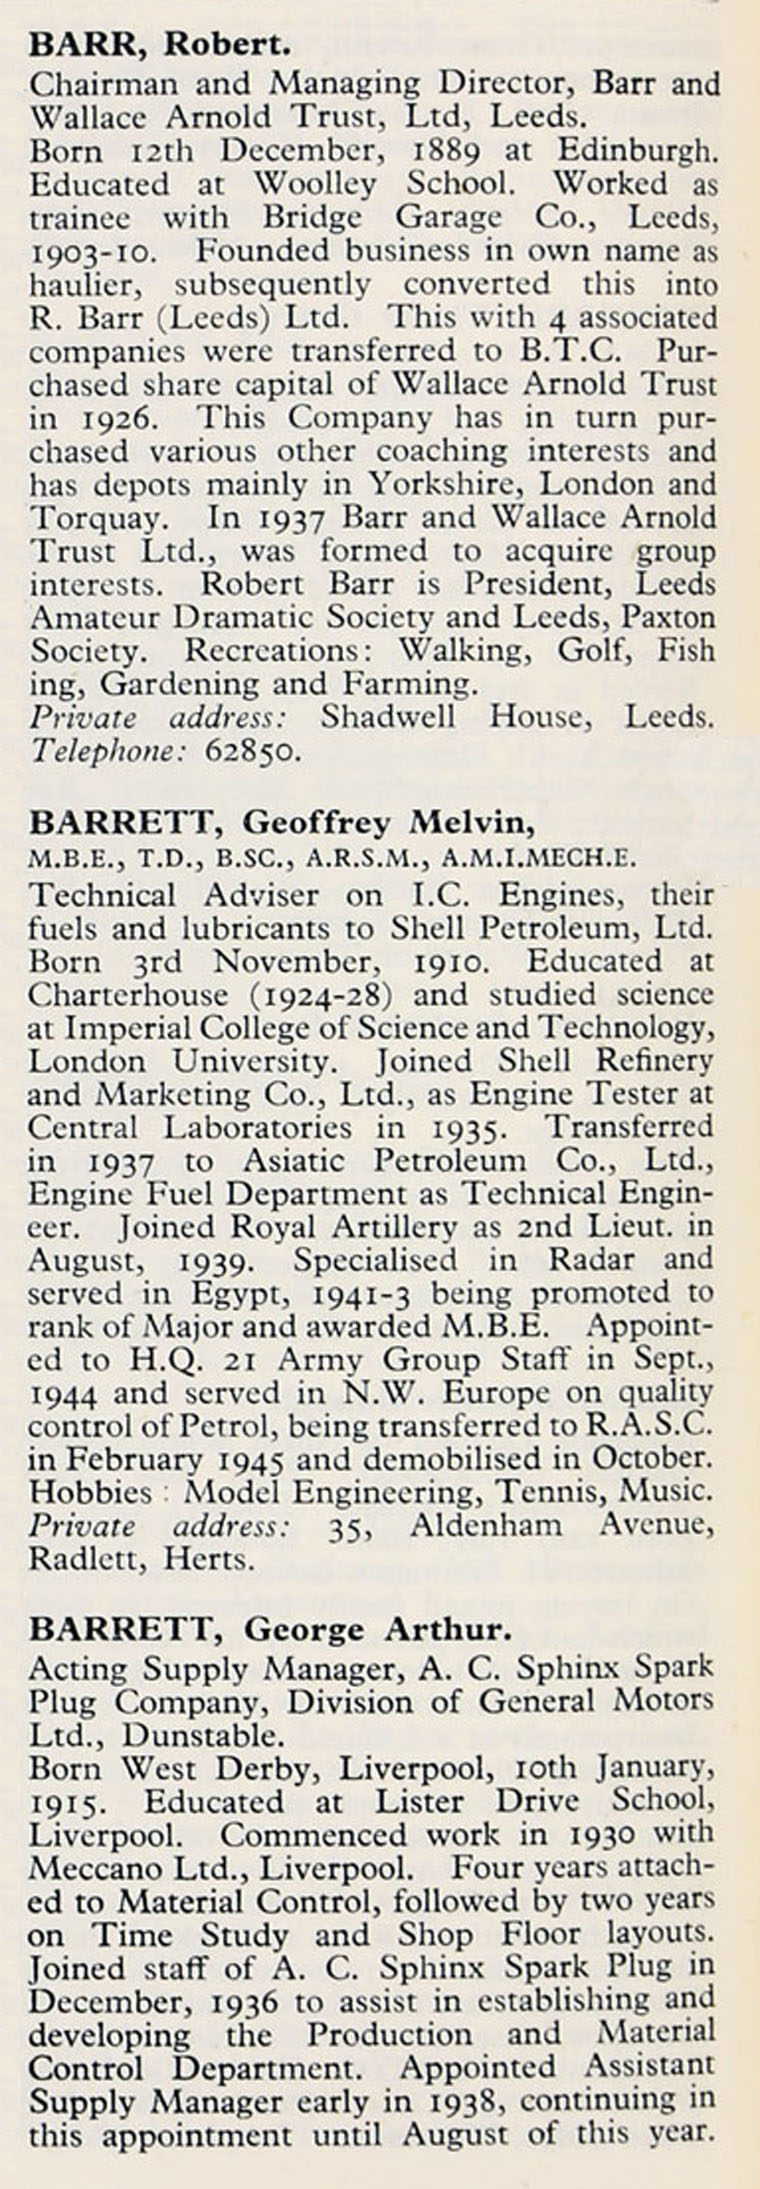 BARR, Robert.
Chairman and Managing Director, Barr and
Wallace Arnold Trust, Ltd, Leeds.
Born 12th December, 1889 at Edinburgh.
Educated at Woolley School. Worked as
trainee with Bridge Garage Co., Leeds,
1903-10. Founded business in own name as
haulier, subsequently converted this into
R. Barr (Leeds) Ltd. This with 4 associated
companies were transferred to B.T.C. Pur-
chased share capital of Wallace Arnold Trust
in 1926. This Company has in turn pur-
chased various other coaching interests and
has depots mainly in Yorkshire, London and
Torquay. In 1937 Barr and Wallace Arnold
Trust Ltd., was formed to acquire group
interests. Robert Barr is President, Leeds
Amateur Dramatic Society and Leeds, Paxton
Society. Recreations: Walking, Golf, Fish
ing, Gardening and Farming.
Private address: Shadwell House, Leeds.
Telephone: 62850.
BARRETT, Geoffrey Melvin,
M.B.E., T.D., B.SC., A.R.S.M., A.M.I.MECH.E.
Technical Adviser on I.C. Engines, their
fuels and lubricants to Shell Petroleum, Ltd.
Born 3rd November, 1910. Educated at
Charterhouse (1924-28) and studied science
at Imperial College of Science and Technology,
London University. Joined Shell Refinery
and Marketing Co., Ltd., as Engine Tester at
Central Laboratories in 1935. Transferred
in 1937 to Asiatic Petroleum Co., Ltd.,
Engine Fuel Department as Technical Engin-
eer. Joined Royal Artillery as 2nd Lieut. in
August, 1939. Specialised in Radar and
served in Egypt, 1941-3 being promoted to
rank of Major and awarded M.B.E. Appoint-
ed to H.Q. 21 Army Group Staff in Sept.,
1944 and served in N.W. Europe on quality
control of Petrol, being transferred to R.A.S.C.
in February 1945 and demobilised in October.
Hobbies : Model Engineering, Tennis, Music.
Private address: 35, Aldenham Avenue,
Radlett, Herts.
BARRETT, George Arthur.
Acting Supply Manager, A. C. Sphinx Spark
Plug Company, Division of General Motors
Ltd., Dunstable.
Born West Derby, Liverpool, 10th January,
1915. Educated at Lister Drive School,
Liverpool. Commenced work in 1930 with
Meccano Ltd., Liverpool. Four years attach-
ed to Material Control, followed by two years
on Time Study and Shop Floor layouts.
Joined staff of A. C. Sphinx Spark Plug in
December, 1936 to assist in establishing and
developing the Production and Material
Control Department. Appointed Assistant
Supply Manager early in 1938, continuing in
this appointment until August of this year.